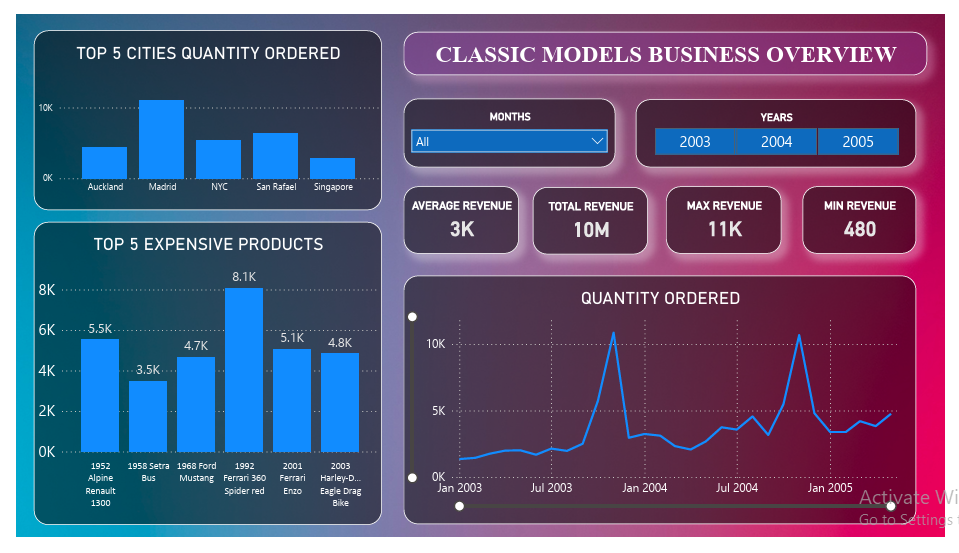 TOP 5 CITIES QUANTITY ORDERED
10K
0K
Auckland Madrid NYC San Rafael Singapore
TOP 5 EXPENSIVE PRODUCTS
8K
6K
4K
2K
0K
5.5K 3.5K 4.7K 8.1K 5.1K 4.8K
1952 1958 Setra 1968 Ford 1992 2001 2003
Alpine Bus Mustang Ferrari 360 Ferrari Harley-D...
Renault Spider red Enzo Eagle Drag
1300 Bike
CLASSIC MODELS BUSINESS OVERVIEW
MONTHS
All
YEARS
2003 2004 2005
AVERAGE REVENUE
3K
TOTAL REVENUE
10M
MAX REVENUE
11K
MIN REVENUE
480
QUANTITY ORDERED
10K
5K
0K
Jan 2003 Jul 2003 Jan 2004 Jul 2004 Jan 2005
Activate Wi
Go to Settings t